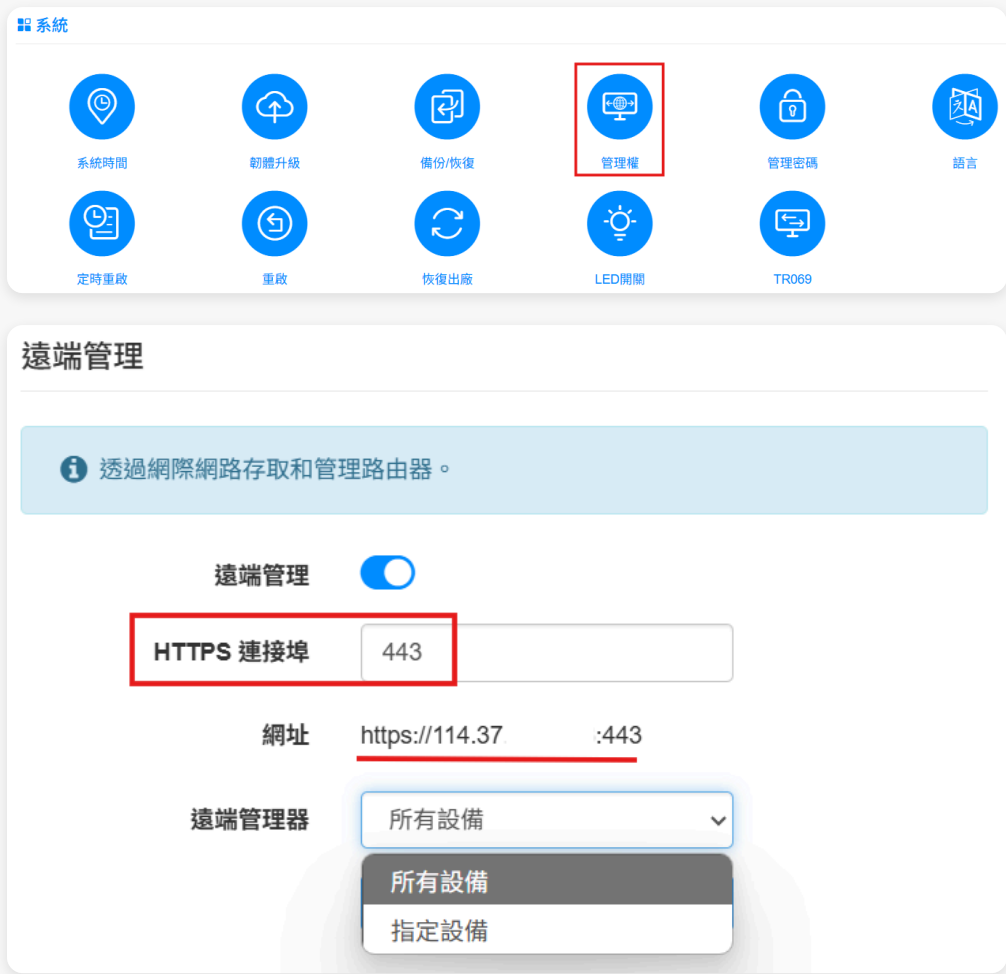 系統
系統時間
韌體升級
備份/恢復
管理權
管理密碼
語言
定時重啟
重啟
恢復出廠
LED開關
TR069
遠端管理
透過網際網路存取和管理路由器。
遠端管理
HTTPS 連接埠 443
網址 https://114.37. :443
遠端管理器 所有設備
所有設備
指定設備